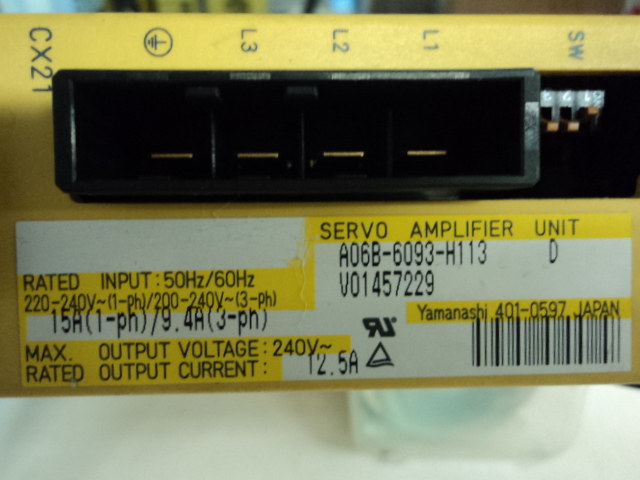 CX21
L3
L2
L1
SW
SERVO AMPLIFIER UNIT
A06B-6093-H113 D
V01457229
RATED INPUT: 50Hz/60Hz
220-240V~(1-ph)/200-240V~(3-ph)
15A(1-ph)/9.4A(3-ph)
Yamanashi 401-0597 JAPAN
MAX. OUTPUT VOLTAGE: 240V~
RATED OUTPUT CURRENT: 12.5A